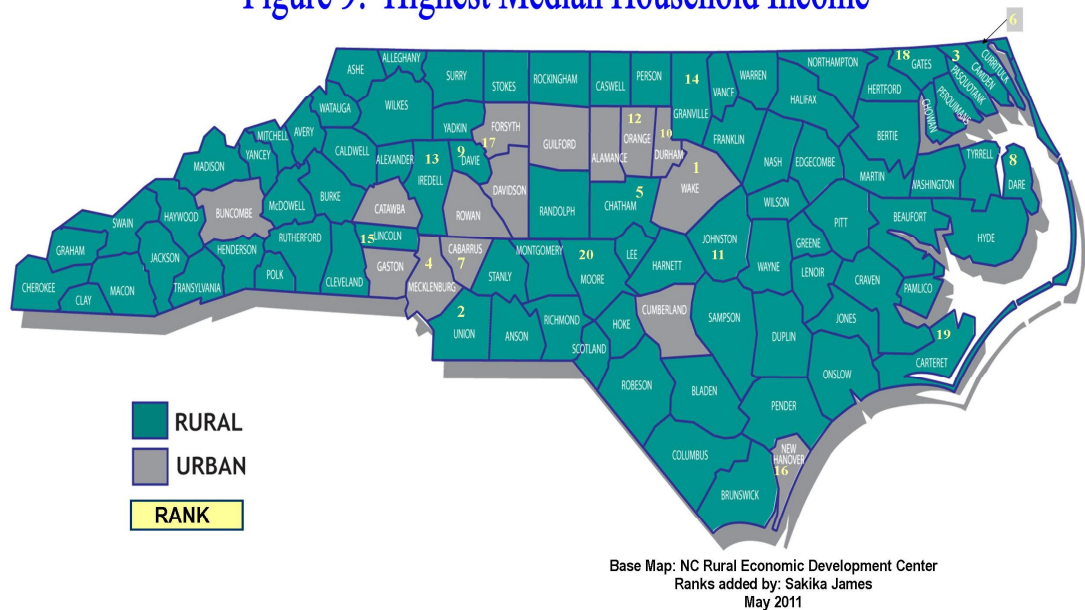 Figure 9: Highest Median Household Income
6
ALLEGHANY
ASHE
SURRY
STOKES
ROCKINGHAM
CASWELL
PERSON
14
GRANVILLE
VANCE
WARREN
NORTHAMPTON
18
GATES
HERTFORD
3
CURRITUCK
CAMDEN
PASQUOTANK
PERQUIMANS
CHOWAN
WATAUGA
WILKES
YADKIN
FORSYTH
17
GUILFORD
ALAMANCE
12
ORANGE
10
DURHAM
FRANKLIN
HALIFAX
BERTIE
MITCHELL
AVERY
YANCEY
MADISON
CALDWELL
ALEXANDER
13
IREDELL
9
DAVIE
DAVIDSON
RANDOLPH
5
CHATHAM
1
WAKE
NASH
EDGECOMBE
MARTIN
WASHINGTON
TYRRELL
8
DARE
BUNCOMBE
McDOWELL
BURKE
CATAWBA
ROWAN
WILSON
PITT
BEAUFORT
HYDE
HAYWOOD
SWAIN
GRAHAM
JACKSON
HENDERSON
RUTHERFORD
15
LINCOLN
CHEROKEE
CLAY
MACON
TRANSYLVANIA
POLK
CLEVELAND
GASTON
4
MECKLENBURG
CABARRUS
7
STANLY
MONTGOMERY
20
MOORE
LEE
HARNETT
JOHNSTON
11
WAYNE
GREENE
LENOIR
CRAVEN
PAMLICO
2
UNION
ANSON
RICHMOND
SCOTLAND
HOKE
CUMBERLAND
SAMPSON
DUPLIN
JONES
19
CARTERET
ONSLOW
ROBESON
BLADEN
PENDER
COLUMBUS
NEW
HANOVER
16
BRUNSWICK
RURAL
URBAN
RANK
Base Map: NC Rural Economic Development Center
Ranks added by: Sakika James
May 2011